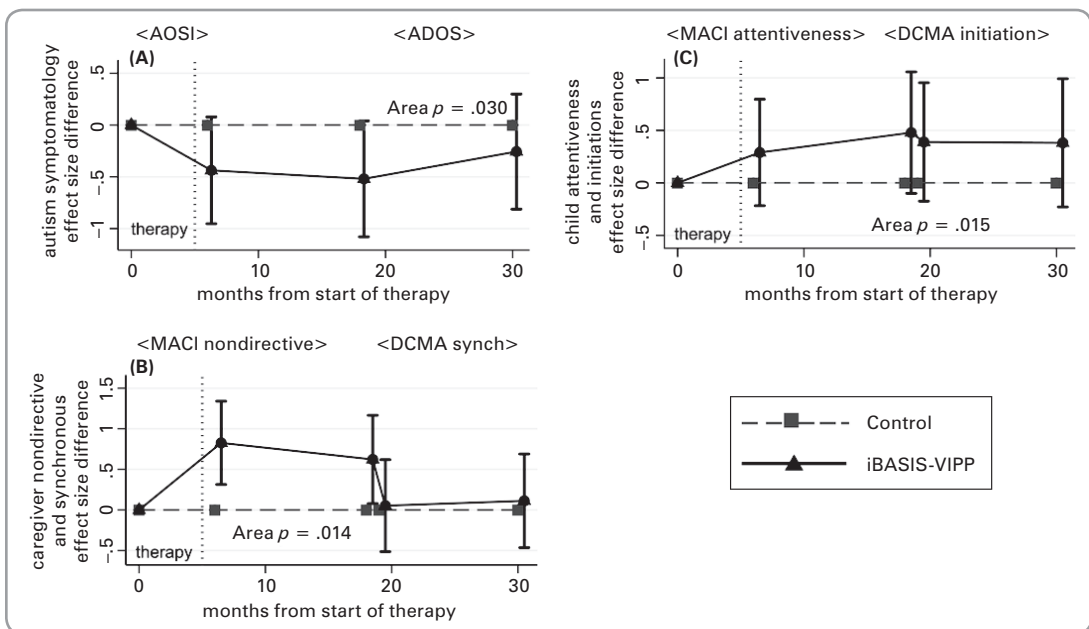 <AOSI> <ADOS>
(A)
autism symptomatology
effect size difference
.5
0
-.5
-1
Area p = .030
therapy
0 10 20 30
months from start of therapy
<MACI attentiveness> <DCMA initiation>
(C)
child attentiveness
and initiations
effect size difference
1
.5
0
-.5
Area p = .015
therapy
0 10 20 30
months from start of therapy
<MACI nondirective> <DCMA synch>
(B)
caregiver nondirective
and synchronous
effect size difference
1.5
1
.5
0
-.5
Area p = .014
therapy
0 10 20 30
months from start of therapy
Control
iBASIS-VIPP